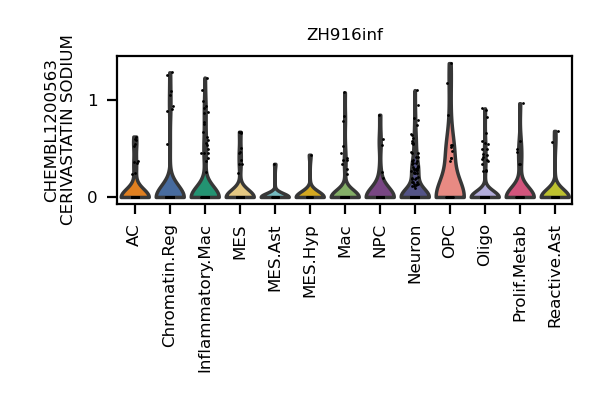 ZH916inf
CHEMBL1200563
CERIVASTATIN SODIUM
1
0
AC
Chromatin.Reg
Inflammatory.Mac
MES
MES.Ast
MES.Hyp
Mac
NPC
Neuron
OPC
Oligo
Prolif.Metab
Reactive.Ast